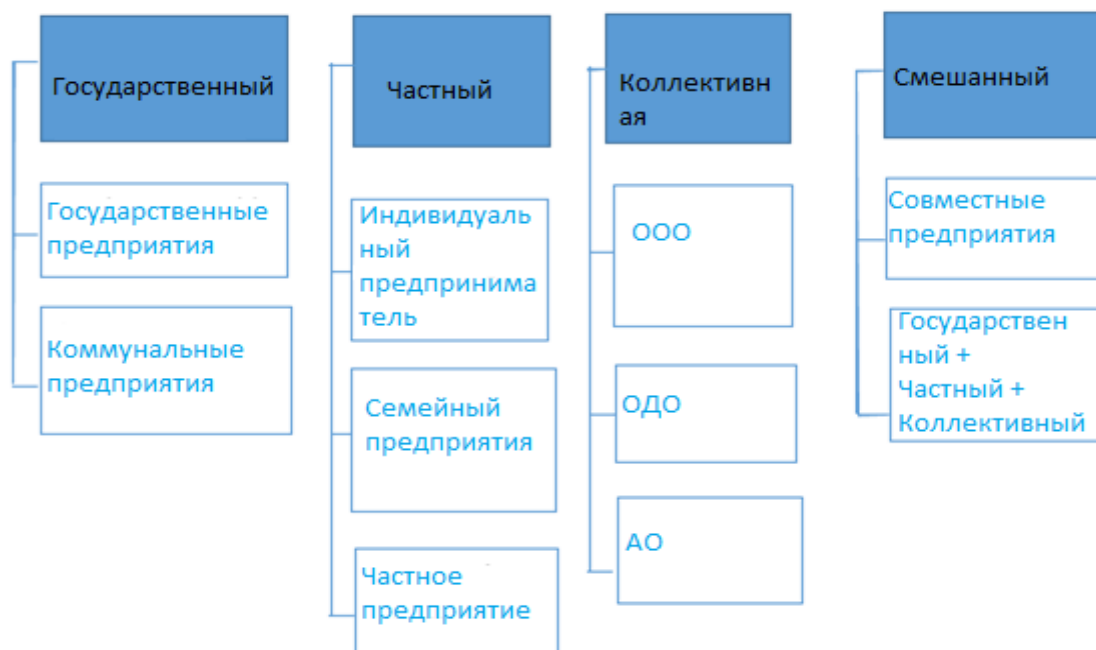 Государственный
Государственные
предприятия
Коммунальные
предприятия
Частный
Индивидуаль
ный
предпринима
тель
Семейный
предприятия
Частное
предприятие
Коллективн
ая
ООО
ОДО
АО
Смешанный
Совместные
предприятия
Государствен
ный +
Частный +
Коллективный